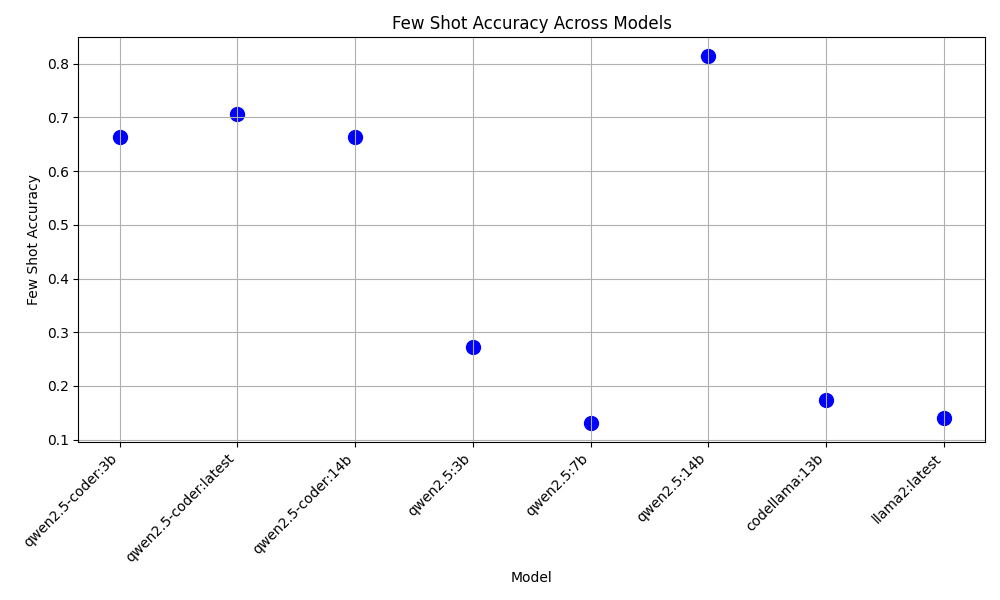 Few Shot Accuracy Across Models
Few Shot Accuracy
0.8
0.7
0.6
0.5
0.4
0.3
0.2
0.1
qwen2.5-coder:3b
qwen2.5-coder:latest
qwen2.5-coder:14b
qwen2.5:3b
qwen2.5:7b
qwen2.5:14b
codellama:13b
llama2:latest
Model